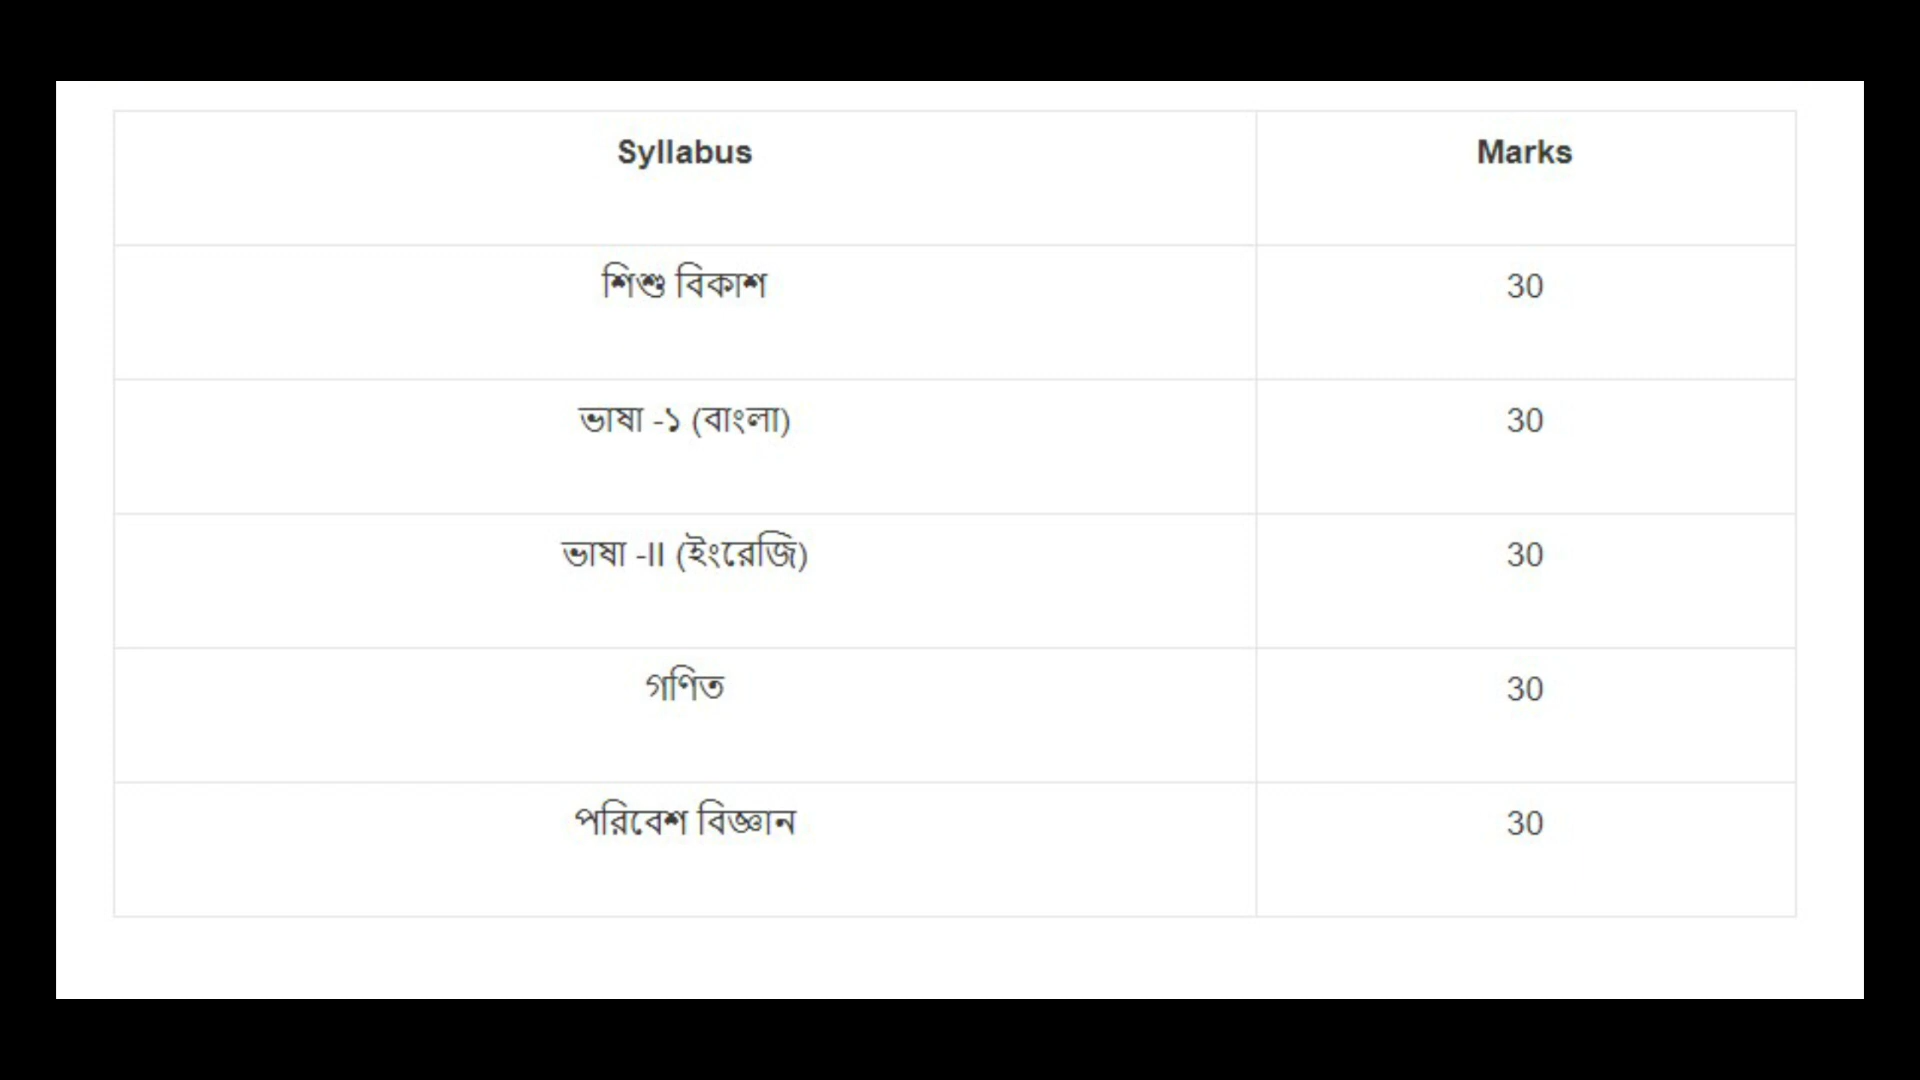 Syllabus Marks
শিশু বিকাশ 30
ভাষা -১ (বাংলা) 30
ভাষা -II (ইংরেজি) 30
গণিত 30
পরিবেশ বিজ্ঞান 30